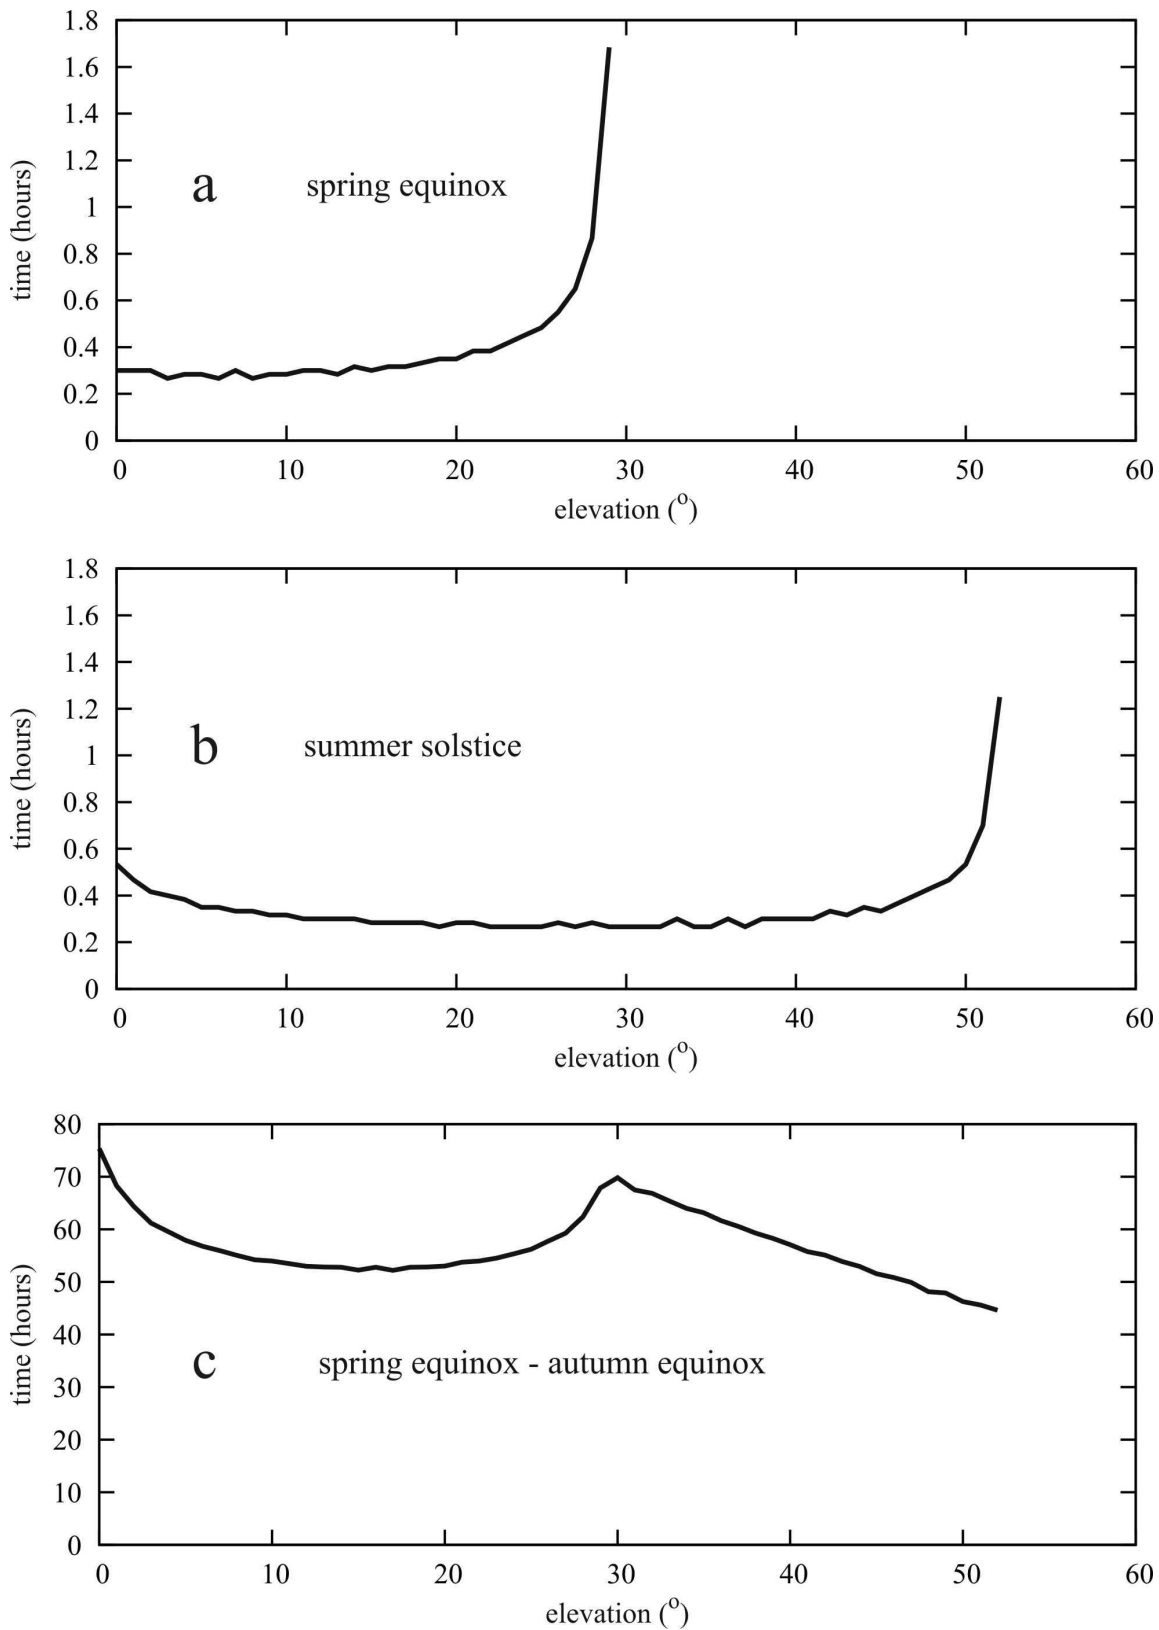 1.8
1.6
1.4
1.2
1
0.8
0.6
0.4
0.2
0
time (hours)
a spring equinox
0 10 20 30 40 50 60
elevation (o)
1.8
1.6
1.4
1.2
1
0.8
0.6
0.4
0.2
0
time (hours)
b summer solstice
0 10 20 30 40 50 60
elevation (o)
80
70
60
50
40
30
20
10
0
time (hours)
c spring equinox - autumn equinox
0 10 20 30 40 50 60
elevation (o)